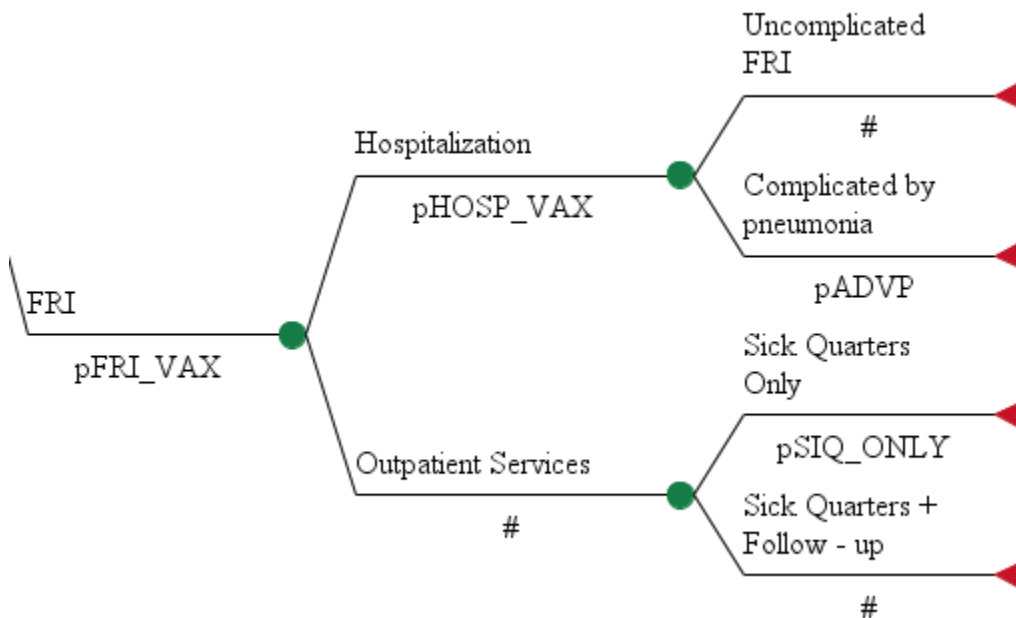 Uncomplicated
FRI
#
Hospitalization
pHOSP_VAX
Complicated by
pneumonia
pADVP
FRI
pFRI_VAX
Sick Quarters
Only
pSIQ_ONLY
Outpatient Services
#
Sick Quarters +
Follow - up
#